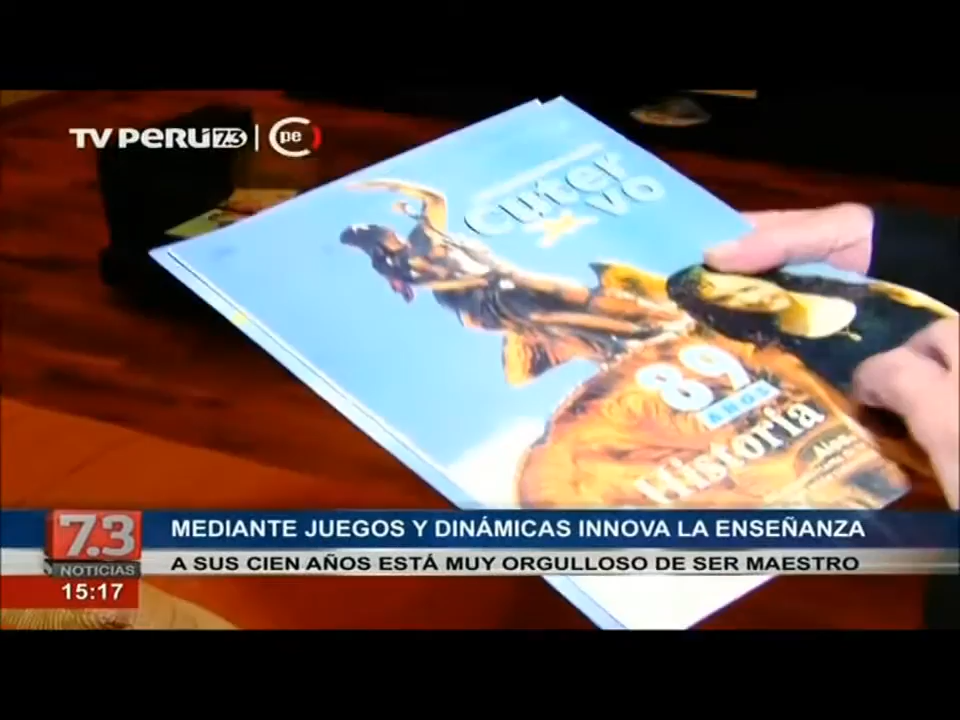 TV PERÚ 7.3 | pe
cuter
vo
89
AÑOS
Historia
7.3
NOTICIAS
15:17
MEDIANTE JUEGOS Y DINÁMICAS INNOVA LA ENSEÑANZA
A SUS CIEN AÑOS ESTÁ MUY ORGULLOSO DE SER MAESTRO